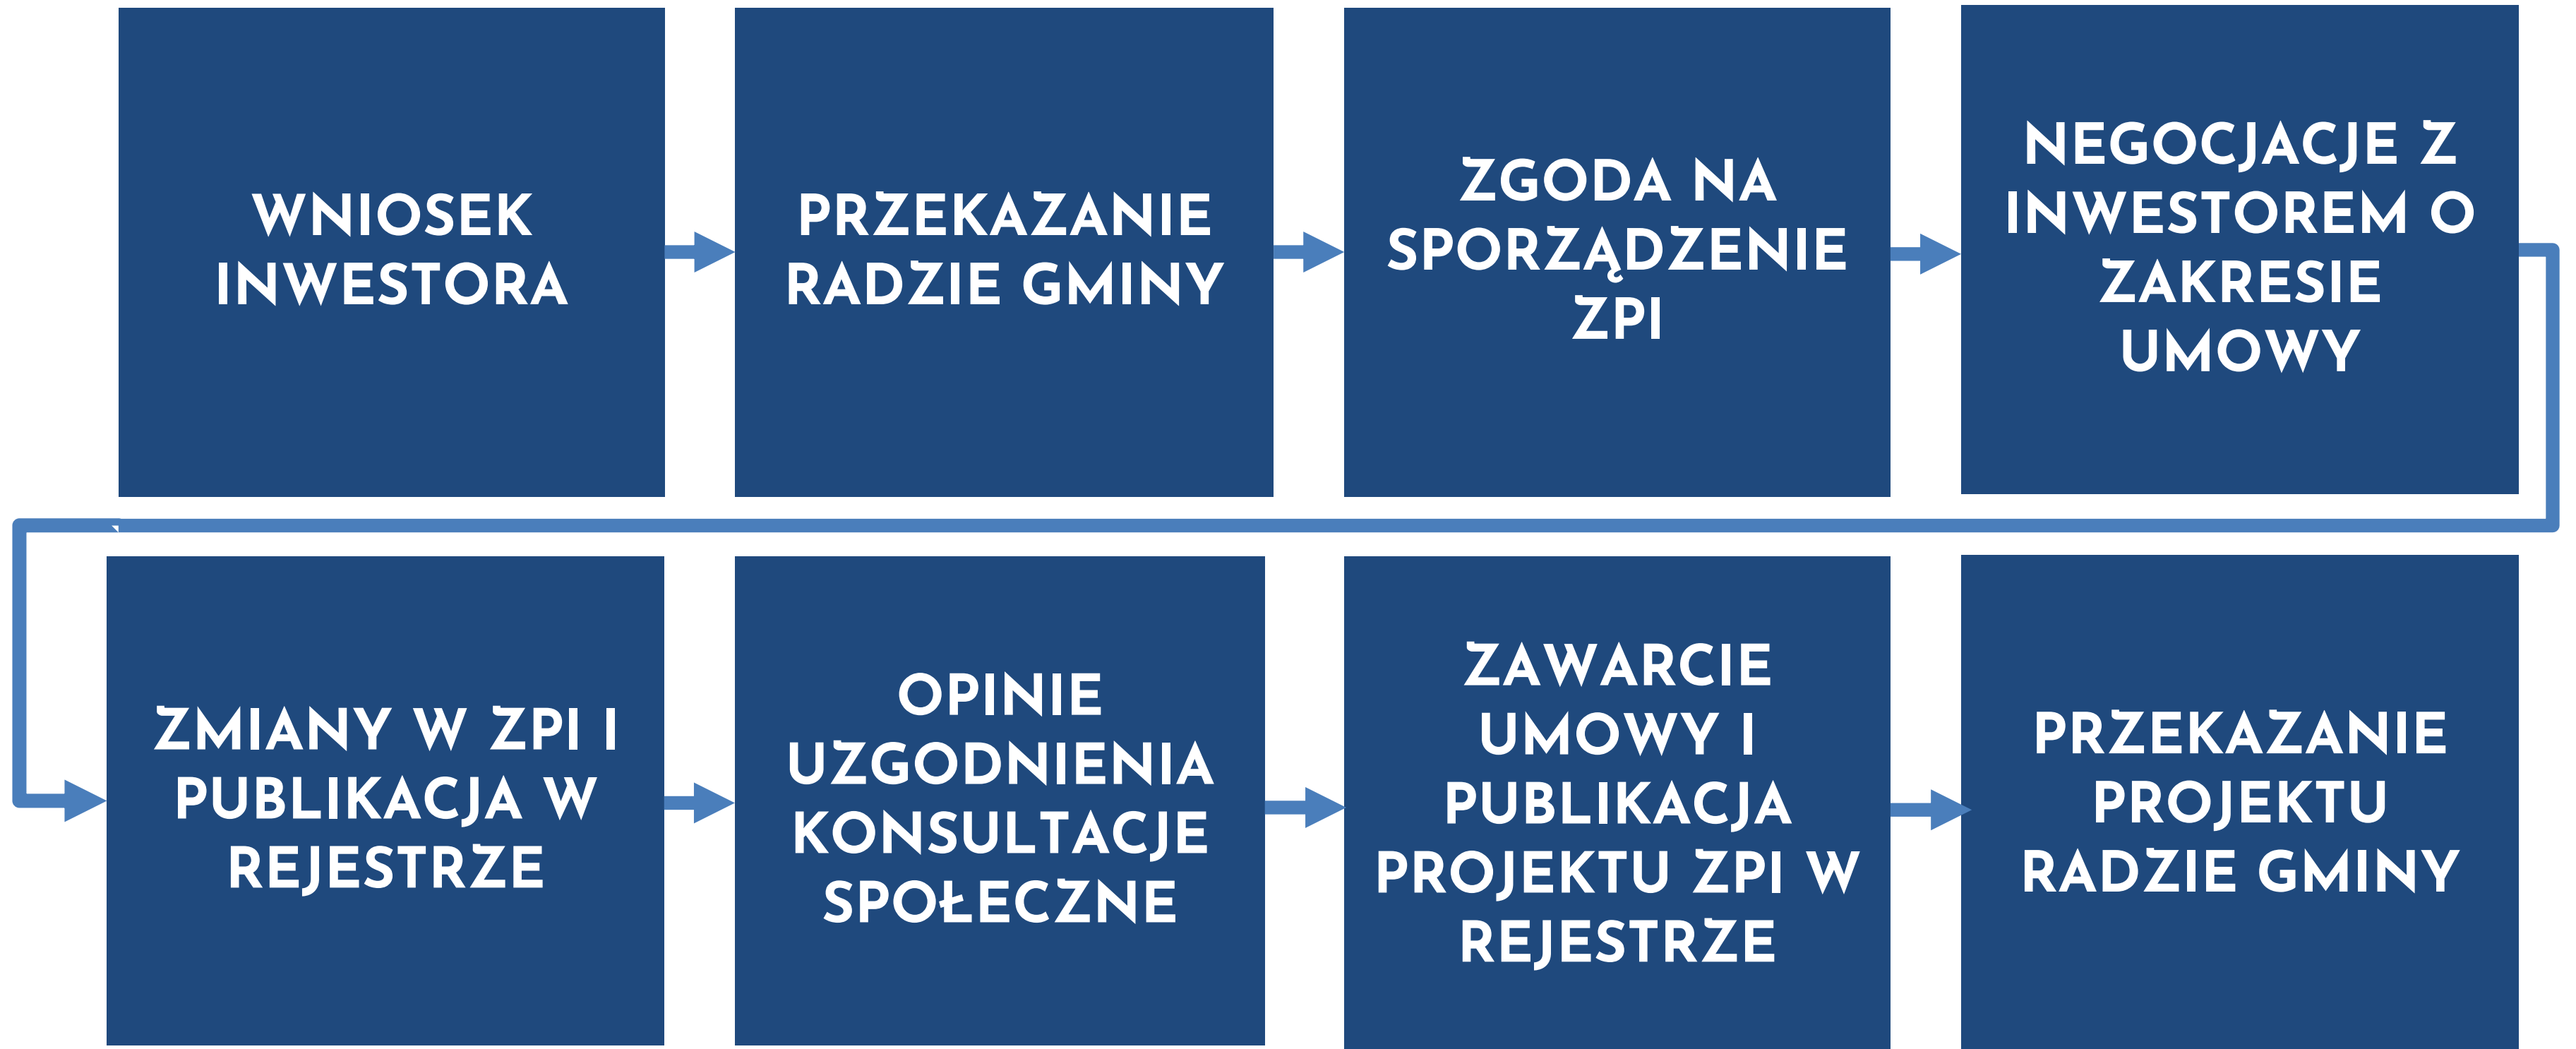 WNIOSEK
INWESTORA
PRZEKAZANIE
RADZIE GMINY
ZGODA NA
SPORZĄDZENIE
ZPI
NEGOCJACJE Z
INWESTOREM O
ZAKRESIE
UMOWY
ZMIANY W ZPI I
PUBLIKACJA W
REJESTRZE
OPINIE
UZGODNIENIA
KONSULTACJE
SPOŁECZNE
ZAWARCIE
UMOWY I
PUBLIKACJA
PROJEKTU ZPI W
REJESTRZE
PRZEKAZANIE
PROJEKTU
RADZIE GMINY